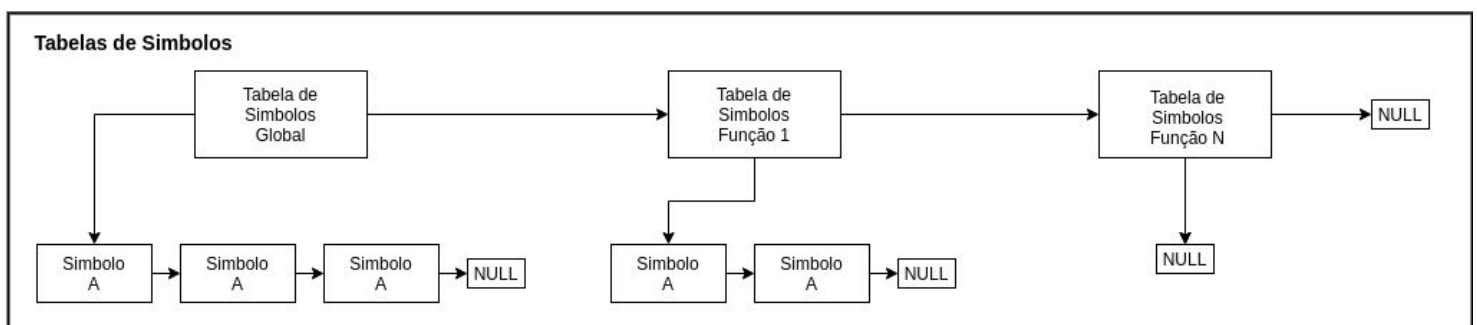 Tabelas de Simbolos
Tabela de
Simbolos
Global
Tabela de
Simbolos
Função 1
Tabela de
Simbolos
Função N
NULL
Simbolo
A
Simbolo
A
Simbolo
A
NULL
Simbolo
A
Simbolo
A
NULL
NULL